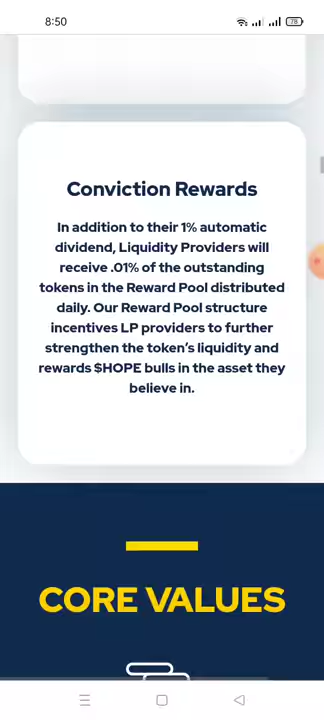 8:50
78
Conviction Rewards
In addition to their 1% automatic
dividend, Liquidity Providers will
receive .01% of the outstanding
tokens in the Reward Pool distributed
daily. Our Reward Pool structure
incentives LP providers to further
strengthen the token's liquidity and
rewards $HOPE bulls in the asset they
believe in.
CORE VALUES